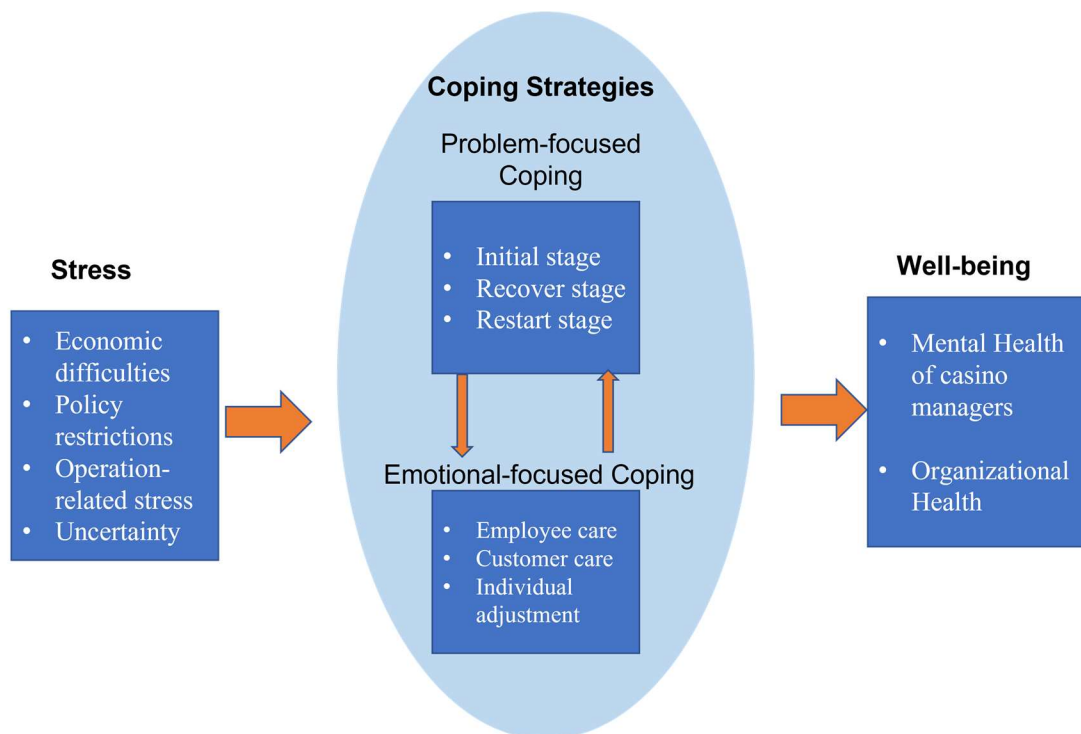 Stress
• Economic
difficulties
• Policy
restrictions
• Operation-
related stress
• Uncertainty
Coping Strategies
Problem-focused
Coping
• Initial stage
• Recover stage
• Restart stage
Emotional-focused Coping
• Employee care
• Customer care
• Individual
adjustment
Well-being
• Mental Health
of casino
managers
• Organizational
Health